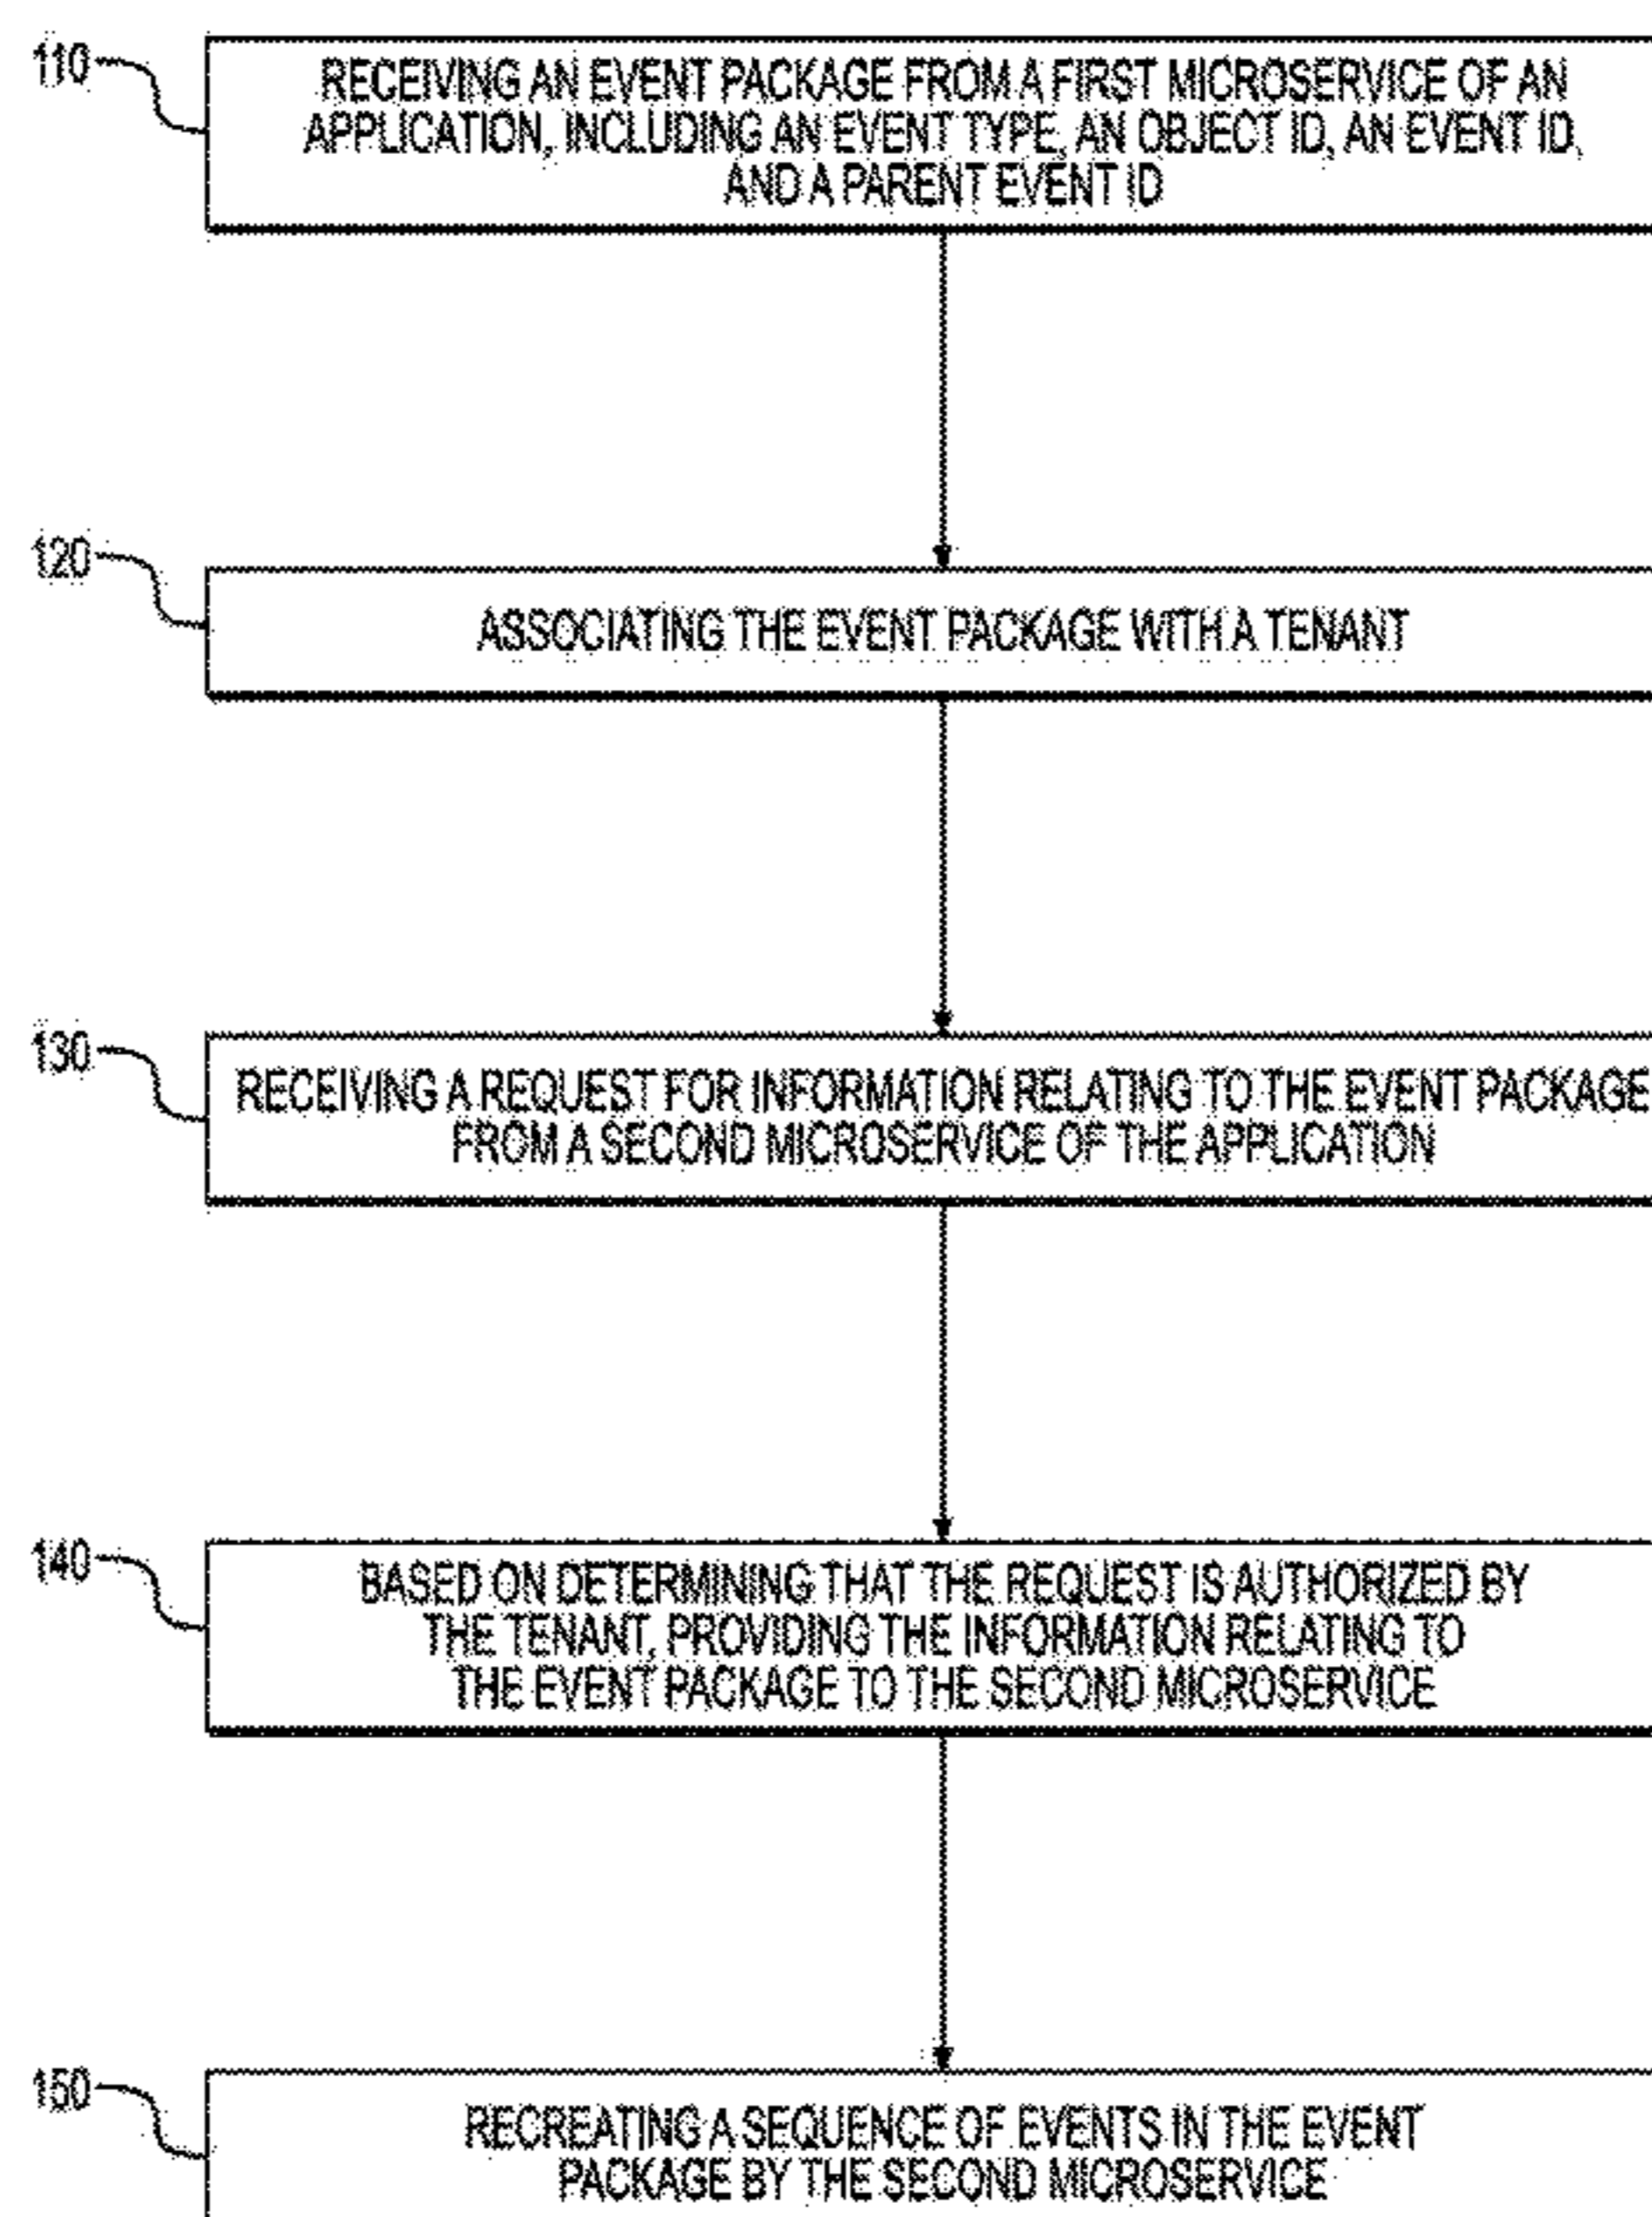 110
RECEIVING AN EVENT PACKAGE FROM A FIRST MICROSERVICE OF AN
APPLICATION, INCLUDING AN EVENT TYPE, AN OBJECT ID, AN EVENT ID,
AND A PARENT EVENT ID
120
ASSOCIATING THE EVENT PACKAGE WITH A TENANT
130
RECEIVING A REQUEST FOR INFORMATION RELATING TO THE EVENT PACKAGE
FROM A SECOND MICROSERVICE OF THE APPLICATION
140
BASED ON DETERMINING THAT THE REQUEST IS AUTHORIZED BY
THE TENANT, PROVIDING THE INFORMATION RELATING TO
THE EVENT PACKAGE TO THE SECOND MICROSERVICE
150
RECREATING A SEQUENCE OF EVENTS IN THE EVENT
PACKAGE BY THE SECOND MICROSERVICE